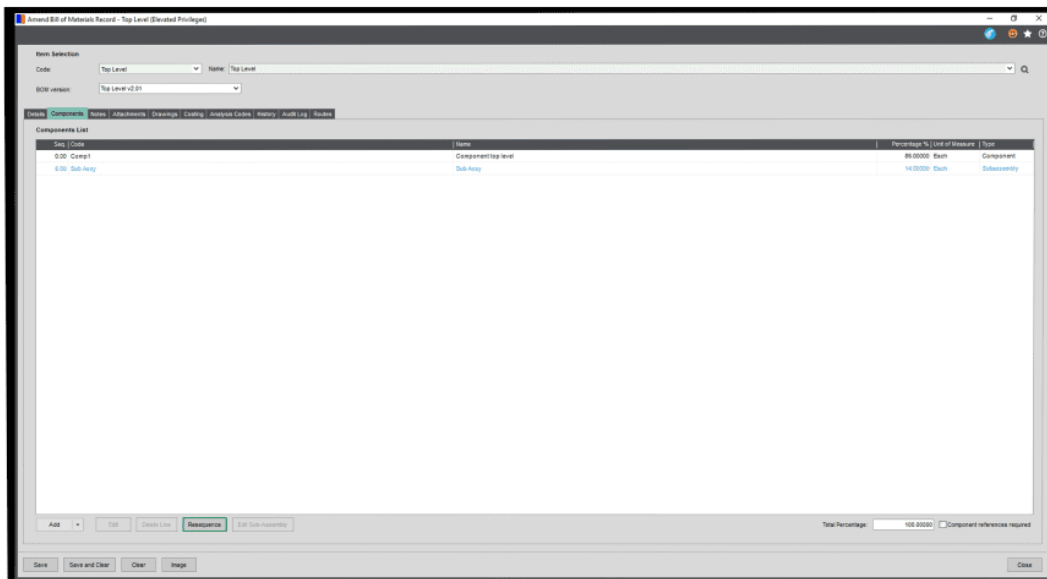 Amend Bill of Materials Record - Top Level (Elevated Privileges)
Item Selection
Code: Top Level Name: Top Level
BOM version: Top Level v2.01
Details Components Notes Attachments Drawings Costing Analysis Codes History Audit Log Routes
Components List
Seq Code Name Percentage % Unit of Measure Type
0.00 Comp1 Component top level 86.00000 Each Component
Sub Assy Sub Assy 14.00000 Each Subassembly
Add Edit Delete Line Resequence Edit Sub-Assembly Total Percentage: 100.00000 Component references required
Save Save and Clear Clear Image Close